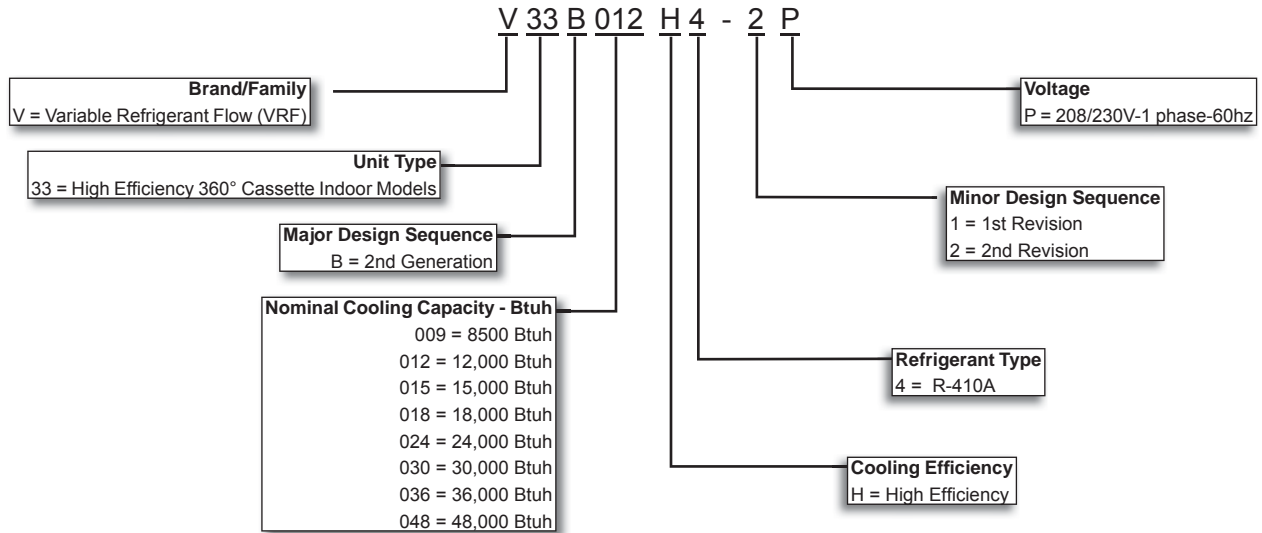 V 33 B 012 H 4 - 2 P
Brand/Family
V = Variable Refrigerant Flow (VRF)
Unit Type
33 = High Efficiency 360° Cassette Indoor Models
Major Design Sequence
B = 2nd Generation
Nominal Cooling Capacity - Btuh
009 = 8500 Btuh
012 = 12,000 Btuh
015 = 15,000 Btuh
018 = 18,000 Btuh
024 = 24,000 Btuh
030 = 30,000 Btuh
036 = 36,000 Btuh
048 = 48,000 Btuh
Voltage
P = 208/230V-1 phase-60hz
Minor Design Sequence
1 = 1st Revision
2 = 2nd Revision
Refrigerant Type
4 = R-410A
Cooling Efficiency
H = High Efficiency